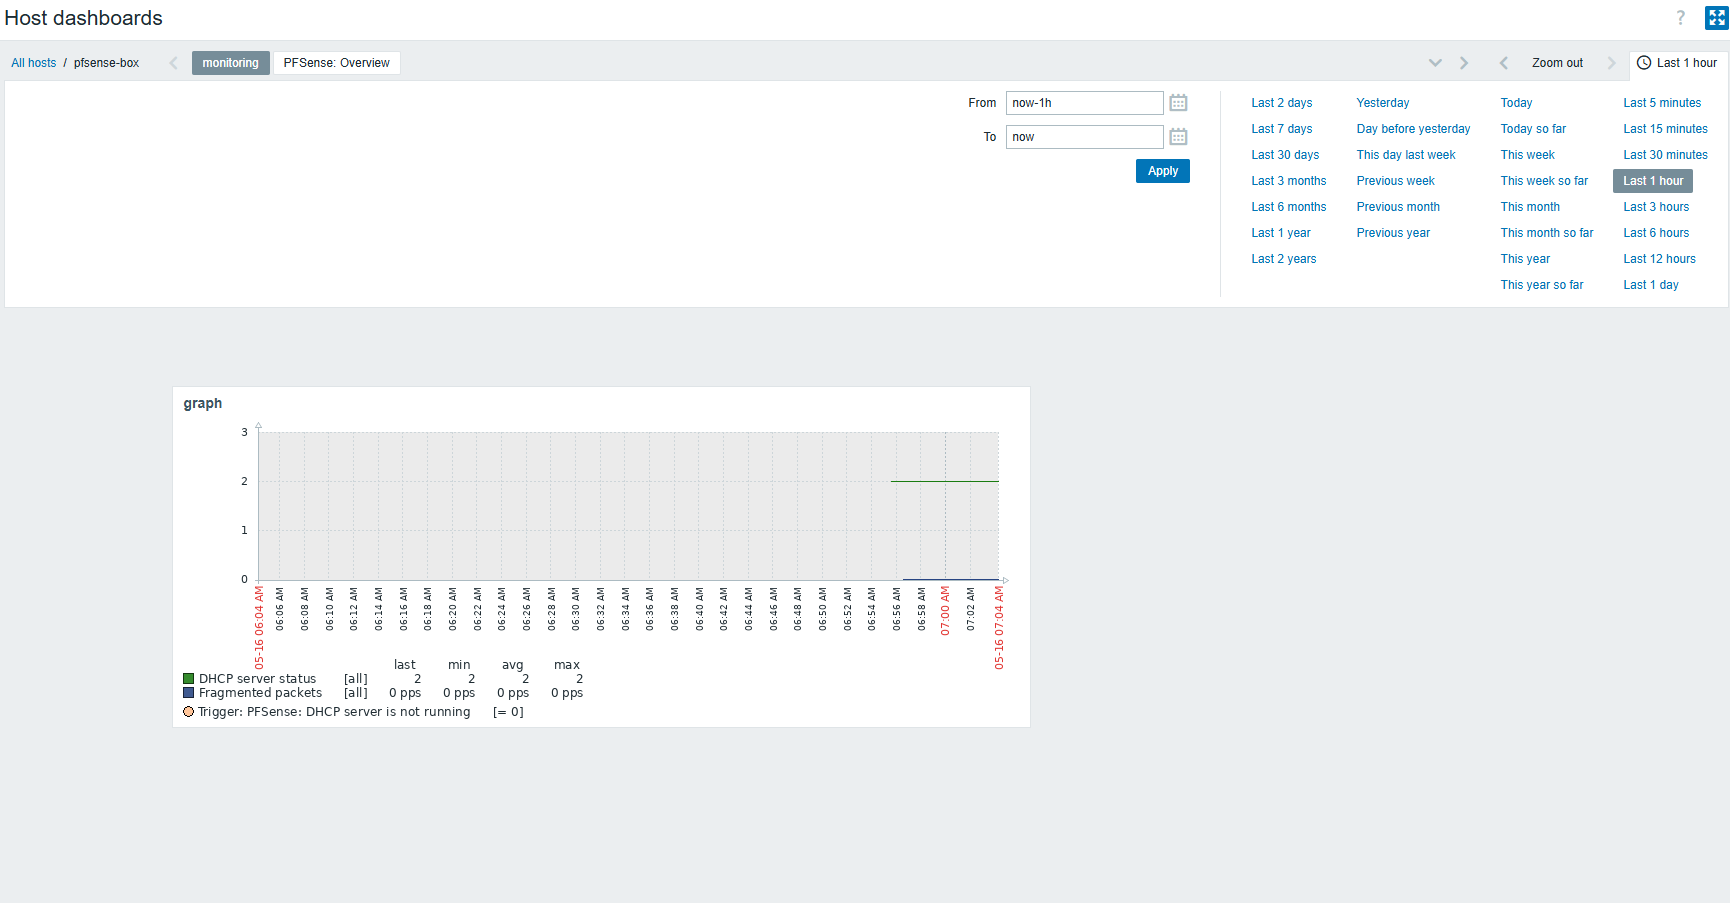 Host dashboards
?
All hosts / pfsense-box
monitoring
PFSense: Overview
Zoom out
Last 1 hour
From now-1h
To now
Apply
Last 2 days Yesterday Today Last 5 minutes
Last 7 days Day before yesterday Today so far Last 15 minutes
Last 30 days This day last week This week Last 30 minutes
Last 3 months Previous week This week so far Last 1 hour
Last 6 months Previous month This month Last 3 hours
Last 1 year Previous year This month so far Last 6 hours
Last 2 years This year Last 12 hours
This year so far Last 1 day
graph
3
2
1
0
05-16 06:04 AM
06:06 AM
06:08 AM
06:10 AM
06:12 AM
06:14 AM
06:16 AM
06:18 AM
06:20 AM
06:22 AM
06:24 AM
06:26 AM
06:28 AM
06:30 AM
06:32 AM
06:34 AM
06:36 AM
06:38 AM
06:40 AM
06:42 AM
06:44 AM
06:46 AM
06:48 AM
06:50 AM
06:52 AM
06:54 AM
06:56 AM
06:58 AM
07:00 AM
07:02 AM
05-16 07:04 AM
last min avg max
DHCP server status [all] 2 2 2 2
Fragmented packets [all] 0 pps 0 pps 0 pps 0 pps
Trigger: PFSense: DHCP server is not running [= 0]